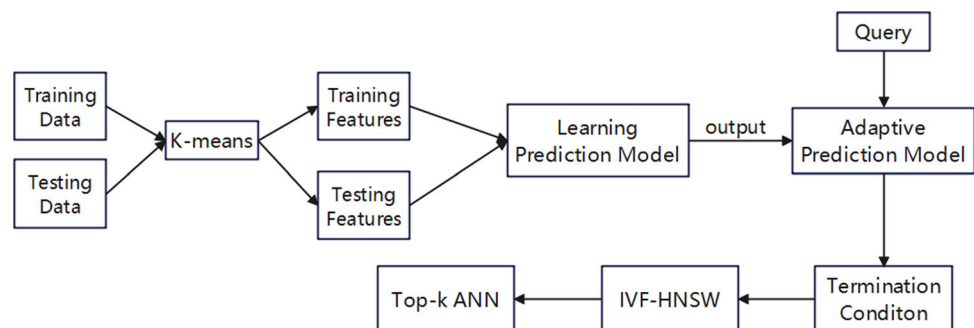 Query
Training
Data
Testing
Data
K-means
Training
Features
Testing
Features
Learning
Prediction Model
output
Adaptive
Prediction Model
Termination
Conditon
IVF-HNSW
Top-k ANN